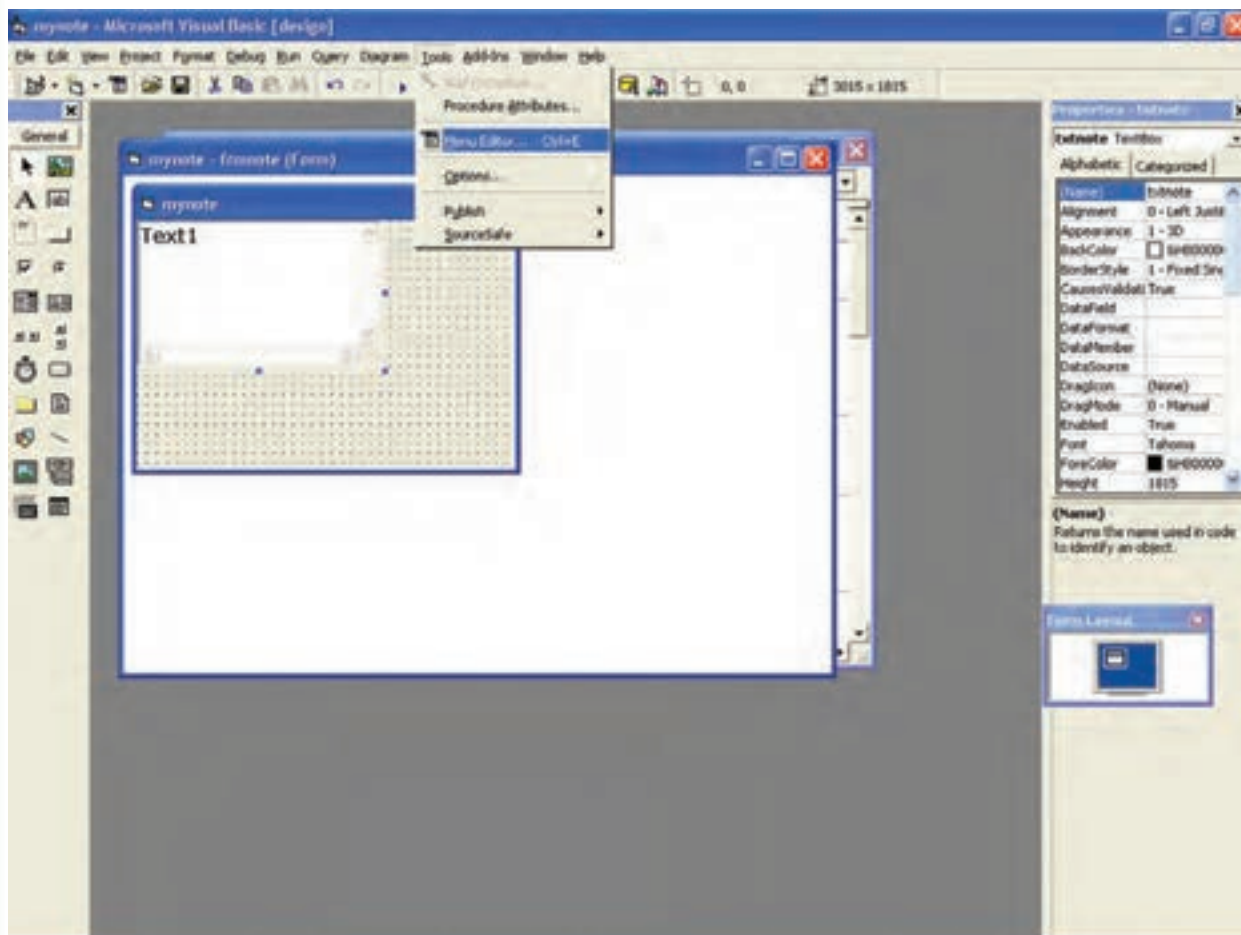 mynote - Microsoft Visual Basic [design]
File Edit View Project Format Debug Run Query Diagram Tools Add-Ins Window Help
0, 0 3015 x 1815
Procedure Attributes...
Menu Editor... Ctrl+E
Options...
Publish
SourceSafe
General
mynote - (Form)
mynote
Text1
Properties - txtnote
txtnote TextBox
Alphabetic Categorized
(Name) txtnote
Alignment 0 - Left Justi
Appearance 1 - 3D
BackColor
BorderStyle 1 - Fixed Sin
CausesValidati True
DataField
DataFormat
DataMember
DataSource
DragIcon (None)
DragMode 0 - Manual
Enabled True
Font Tahoma
ForeColor
Height 1815
(Name)
Returns the name used in code
to identify an object.
Form Layout